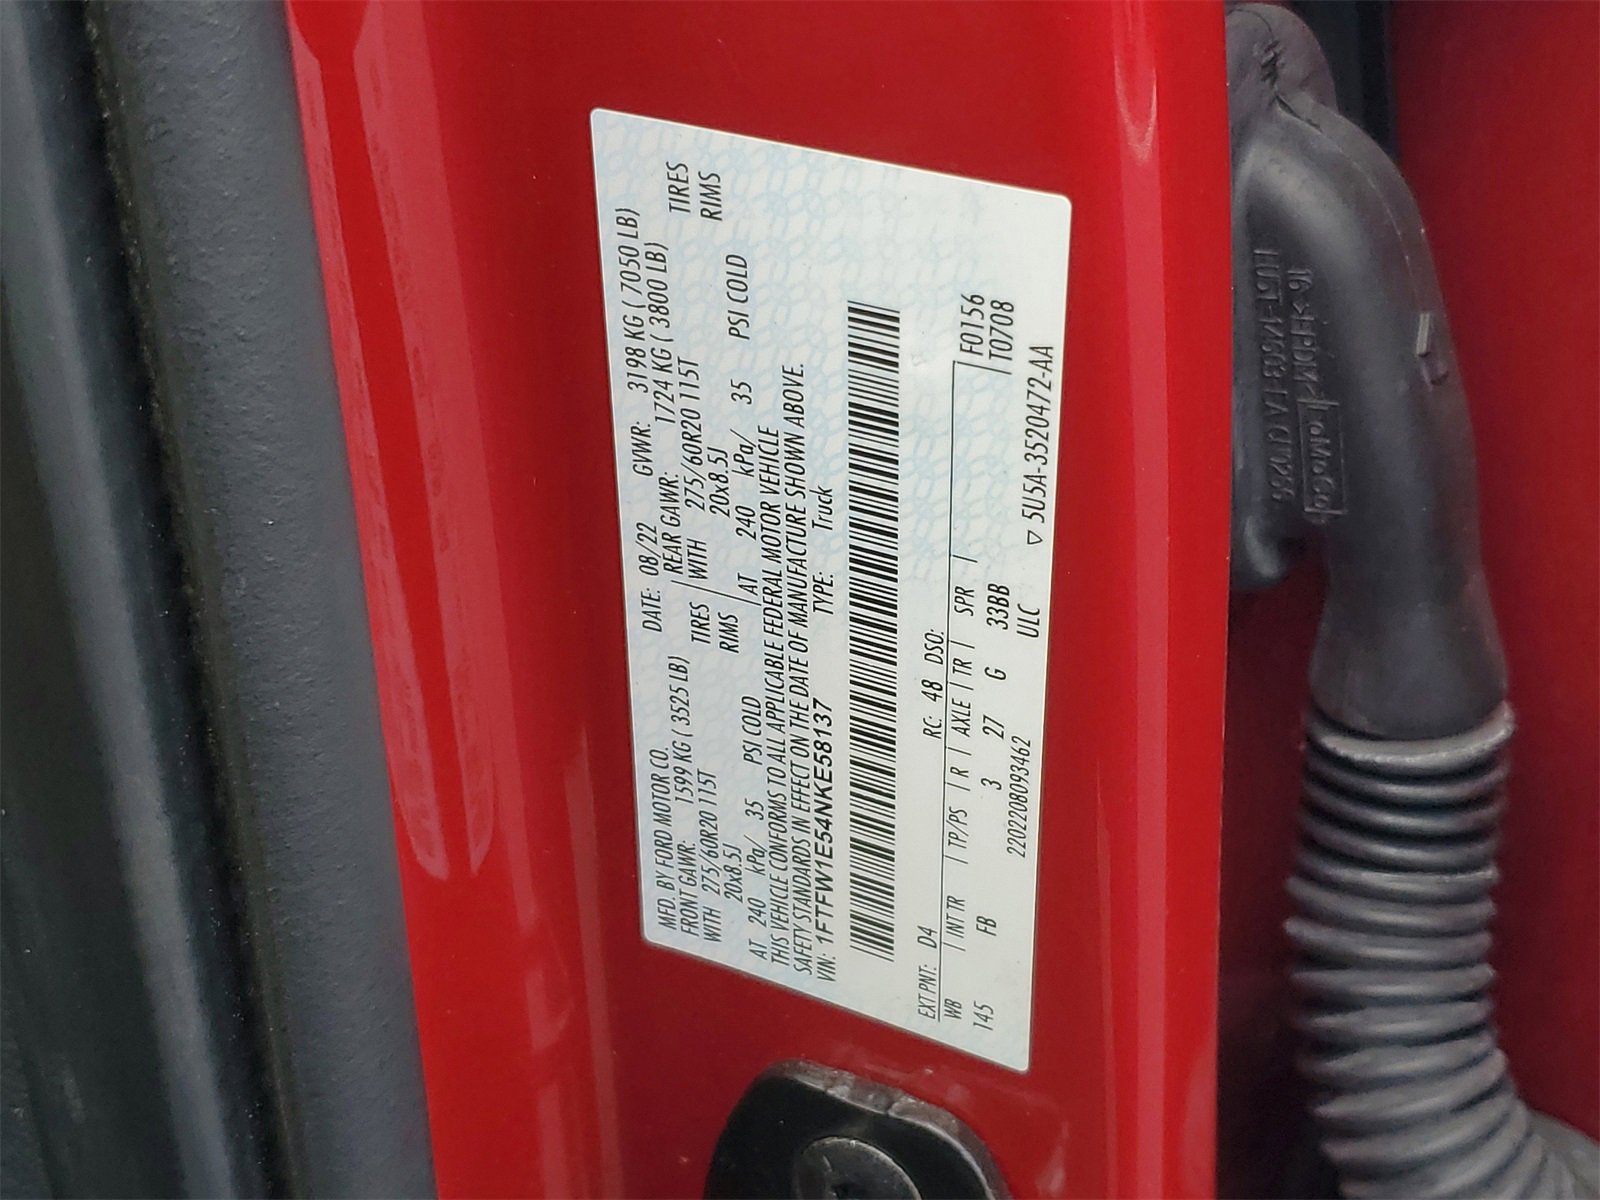 MFD. BY FORD MOTOR CO. DATE: 08/22 GVWR: 3198 KG ( 7050 LB)
FRONT GAWR: 1599 KG ( 3525 LB) REAR GAWR: 1724 KG ( 3800 LB)
WITH 275/60R20 115T TIRES WITH 275/60R20 115T TIRES
20x8.5J RIMS 20x8.5J RIMS
AT 240 kPa/ 35 PSI COLD AT 240 kPa/ 35 PSI COLD
THIS VEHICLE CONFORMS TO ALL APPLICABLE FEDERAL MOTOR VEHICLE
SAFETY STANDARDS IN EFFECT ON THE DATE OF MANUFACTURE SHOWN ABOVE.
VIN: 1FTFW1E54NKE58137 TYPE: Truck
EXT PNT: D4 RC: 48 DSO: F0156
WB INT TR TP/PS R AXLE TR SPR T0708
145 FB 3 27 G 33BB
2202208093462 ULC
▽ 5U5A-3520472-AA
16 >EPDM< FoMoCo